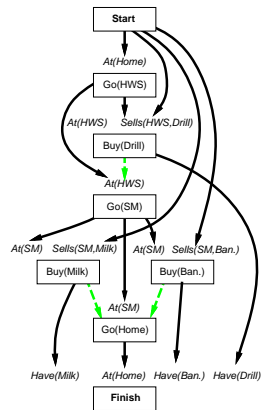 Start
At(Home)
Go(HWS)
At(HWS) Sells(HWS,Drill)
Buy(Drill)
At(HWS)
Go(SM)
At(SM) Sells(SM,Milk) At(SM) Sells(SM,Ban.)
Buy(Milk) Buy(Ban.)
At(SM)
Go(Home)
Have(Milk) At(Home) Have(Ban.) Have(Drill)
Finish